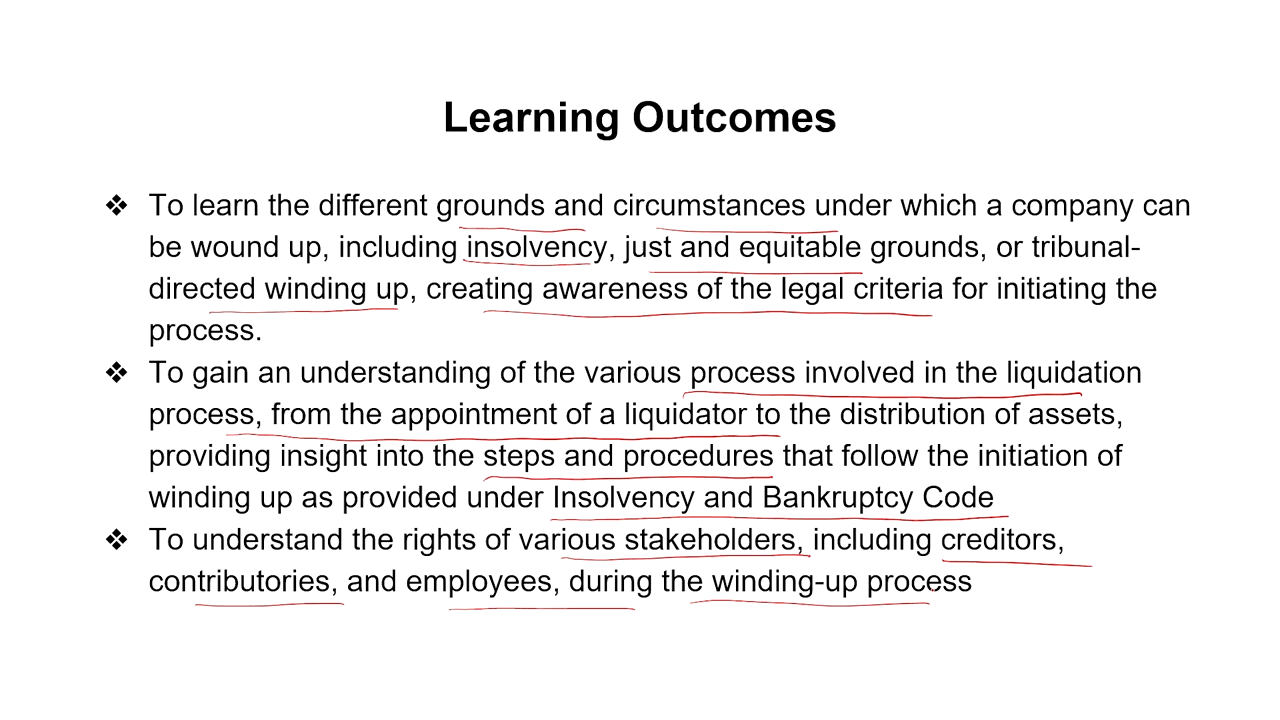 Learning Outcomes
❖ To learn the different grounds and circumstances under which a company can
be wound up, including insolvency, just and equitable grounds, or tribunal-
directed winding up, creating awareness of the legal criteria for initiating the
process.
❖ To gain an understanding of the various process involved in the liquidation
process, from the appointment of a liquidator to the distribution of assets,
providing insight into the steps and procedures that follow the initiation of
winding up as provided under Insolvency and Bankruptcy Code
❖ To understand the rights of various stakeholders, including creditors,
contributories, and employees, during the winding-up process